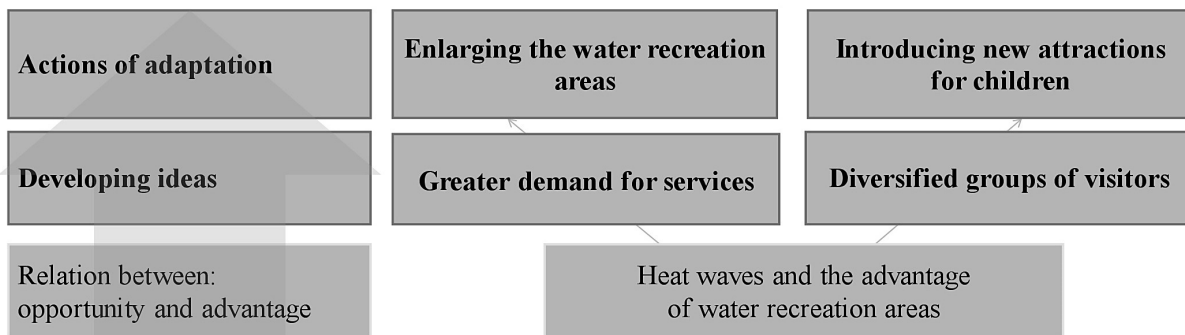 Actions of adaptation
Enlarging the water recreation
areas
Introducing new attractions
for children
Developing ideas
Greater demand for services
Diversified groups of visitors
Relation between:
opportunity and advantage
Heat waves and the advantage
of water recreation areas